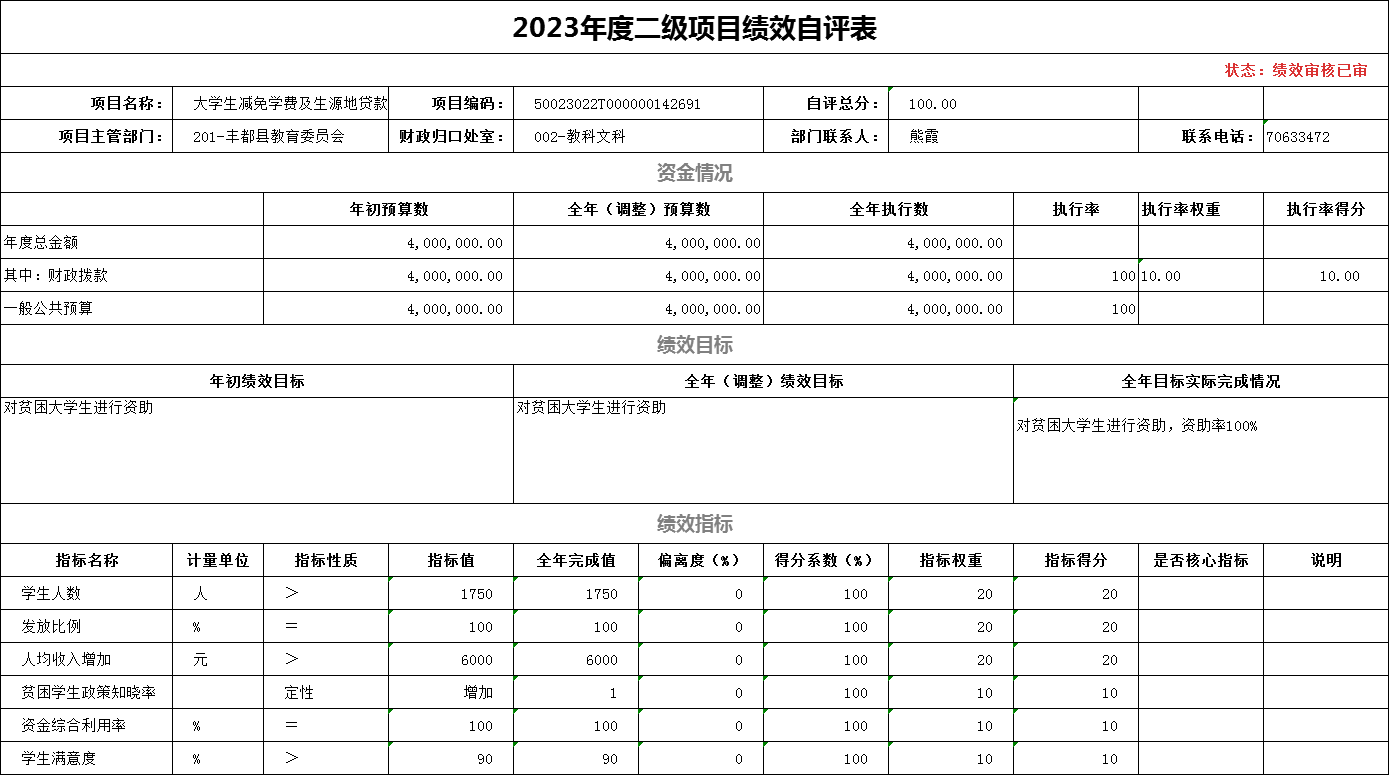 2023年度二级项目绩效自评表
状态：绩效审核已审
项目名称： 大学生减免学费及生源地贷款 项目编码： 50023022T000000142691 自评总分： 100.00
项目主管部门： 201-丰都县教育委员会 财政归口处室： 002-教科文科 部门联系人： 熊霞 联系电话： 70633472
资金情况
年初预算数 全年（调整）预算数 全年执行数 执行率 执行率权重 执行率得分
年度总金额 4,000,000.00 4,000,000.00 4,000,000.00
其中：财政拨款 4,000,000.00 4,000,000.00 4,000,000.00 100 10.00 10.00
一般公共预算 4,000,000.00 4,000,000.00 4,000,000.00 100
绩效目标
年初绩效目标 全年（调整）绩效目标 全年目标实际完成情况
对贫困大学生进行资助 对贫困大学生进行资助 对贫困大学生进行资助，资助率100%
绩效指标
指标名称 计量单位 指标性质 指标值 全年完成值 偏离度（%） 得分系数（%） 指标权重 指标得分 是否核心指标 说明
学生人数 人 ＞ 1750 1750 0 100 20 20
发放比例 % ＝ 100 100 0 100 20 20
人均收入增加 元 ＞ 6000 6000 0 100 20 20
贫困学生政策知晓率 定性 增加 1 0 100 10 10
资金综合利用率 % ＝ 100 100 0 100 10 10
学生满意度 % ＞ 90 90 0 100 10 10